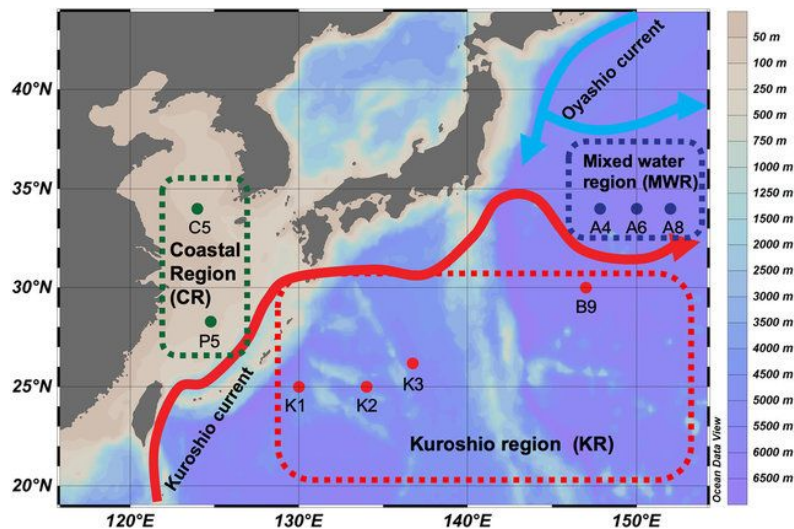 40°N
35°N
30°N
25°N
20°N
120°E
130°E
140°E
150°E
Oyashio current
Mixed water
region (MWR)
A4
A6
A8
C5
Coastal
Region
(CR)
P5
B9
K1
K2
K3
Kuroshio current
Kuroshio region (KR)
Ocean Data View
50 m
100 m
250 m
500 m
750 m
1000 m
1250 m
1500 m
2000 m
2500 m
3000 m
3500 m
4000 m
4500 m
5000 m
6000 m
6500 m